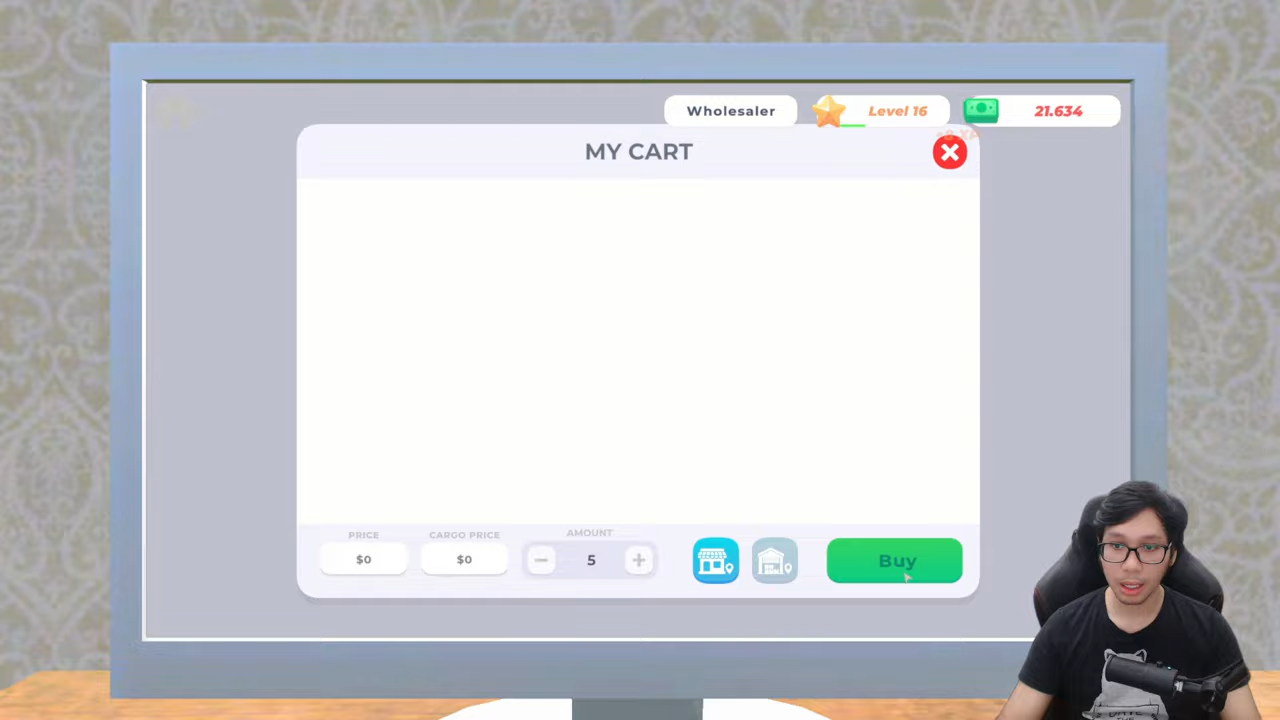 Wholesaler
Level 16
21.634
MY CART
PRICE
CARGO PRICE
AMOUNT
$0
$0
5
Buy